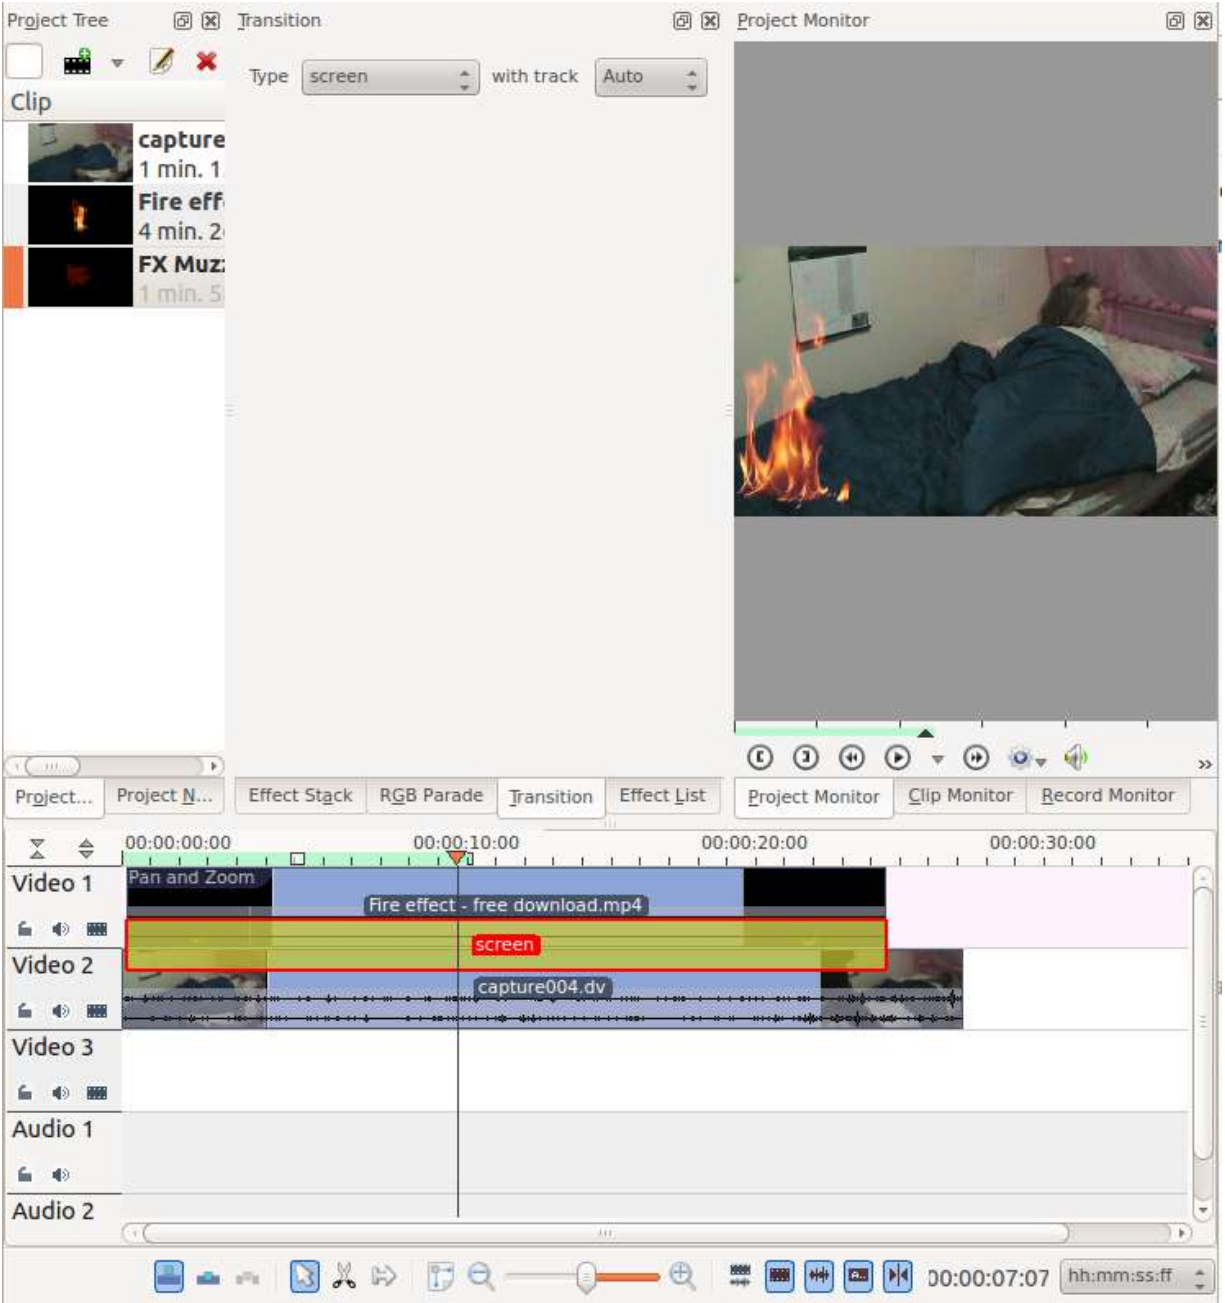 Project Tree
Transition
Project Monitor
Type screen with track Auto
Clip
capture
1 min. 1
Fire eff
4 min. 2
FX Muz
1 min. 5
Project...
Project N...
Effect Stack
RGB Parade
Transition
Effect List
Project Monitor
Clip Monitor
Record Monitor
00:00:00:00
00:00:10:00
00:00:20:00
00:00:30:00
Video 1
Pan and Zoom
Fire effect - free download.mp4
screen
Video 2
capture004.dv
Video 3
Audio 1
Audio 2
00:00:07:07
hh:mm:ss:ff